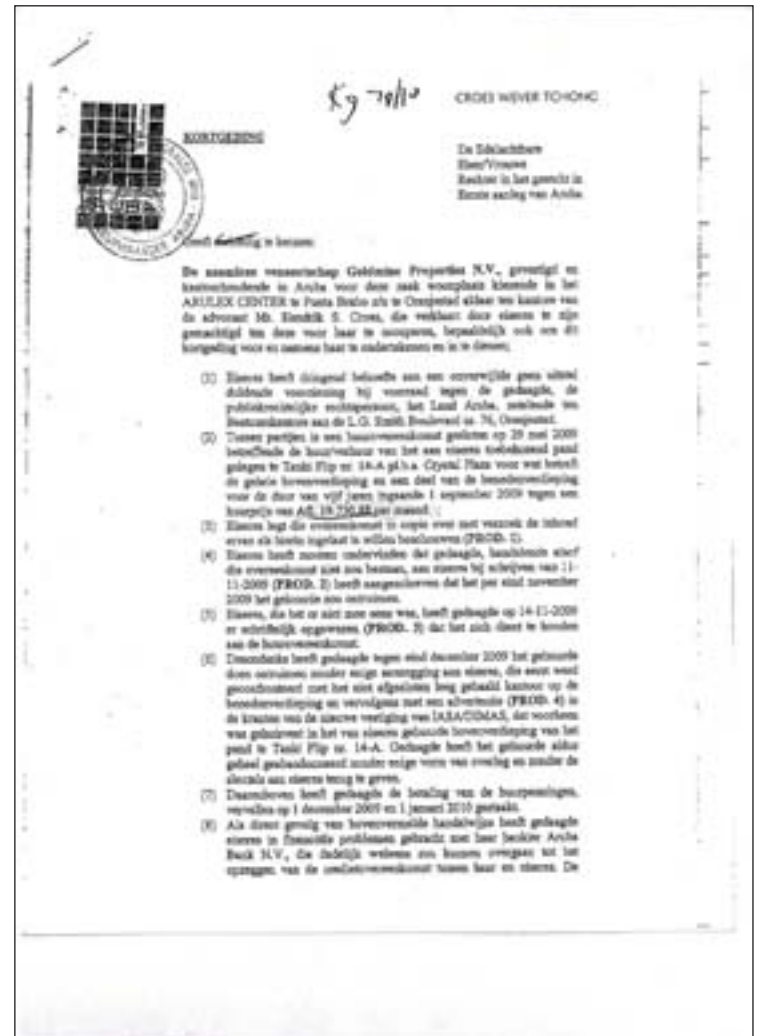 Kg 78/10
CROES WEVER TCHONG
KORTGEDING
De Edelachtbare
Heer/Vrouwe
Rechter in het gerecht in
Eerste aanleg van Aruba
Geeft te kennen:
De naamloze vennootschap Properties N.V., gevestigd en
kantoorhoudende in Aruba voor deze zaak woonplaats kiezende in het
ARULEX CENTER te Punta Brabo z/n te Oranjestad aldaar ten kantore van
de advocaat Mr. Hendrik S. Croes, die verklaart door eiseres te zijn
gemachtigd ten deze voor haar te occuperen, bepaaldelijk ook om dit
kortgeding voor en namens haar te ondertekenen en in te dienen;
(1) Eiseres heeft dringend behoefte aan een onverwijlde geen uitstel
duldende voorziening bij voorraad tegen de gedaagde, de
publiekrechtelijke rechtspersoon, het Land Aruba, zetelende ten
Bestuurskantore aan de L.G. Smith Boulevard nr. 76, Oranjestad.
(2) Tussen partijen is een huurovereenkomst gesloten op 29 mei 2009
betreffende de huur/verhuur van het aan eiseres toebehorend pand
gelegen te Tanki Flip nr. 14-A pl.b.a. Crystal Plaza voor wat betreft
de gehele bovenverdieping en een deel van de benedenverdieping
voor de duur van vijf jaren ingaande 1 september 2009 tegen een
huurprijs van Afl. 19.750,88 per maand.
(3) Eiseres legt die overeenkomst in copie over met verzoek de inhoud
ervan als hierin ingelast te willen beschouwen (PROD. 1).
(4) Eiseres heeft moeten ondervinden dat gedaagde, handelende alsof
die overeenkomst niet zou bestaan, aan eiseres bij schrijven van 11-
11-2009 (PROD. 2) heeft aangeschreven dat het per eind november
2009 het gehuurde zou ontruimen.
(5) Eiseres, die het er niet mee eens was, heeft gedaagde op 14-11-2009
er schriftelijk opgewezen (PROD. 3) dat het zich dient te houden
aan de huurovereenkomst.
(6) Desondanks heeft gedaagde tegen eind december 2009 het gehuurde
doen ontruimen zonder enige aanzegging aan eiseres, die eerst werd
geconfronteerd met het niet afgesloten leeg gehaald kantoor op de
benedenverdieping en vervolgens met een advertentie (PROD. 4) in
de kranten van de nieuwe vestiging van IASA/DIMAS, dat voorheen
was gehuisvest in het van eiseres gehuurde bovenverdieping van het
pand te Tanki Flip nr. 14-A. Gedaagde heeft het gehuurde aldus
geheel geabandonneerd zonder enige vorm van overleg en zonder de
sleutels aan eiseres terug te geven.
(7) Daarenboven heeft gedaagde de betaling van de huurpenningen,
vervallen op 1 december 2009 en 1 januari 2010 gestaakt.
(8) Als direct gevolg van bovenvermelde handelwijze heeft gedaagde
eiseres in financiële problemen gebracht met haar bankier Aruba
Bank N.V., die dadelijk weleens zou kunnen overgaan tot het
opzeggen van de kredietovereenkomst tussen haar en eiseres. De